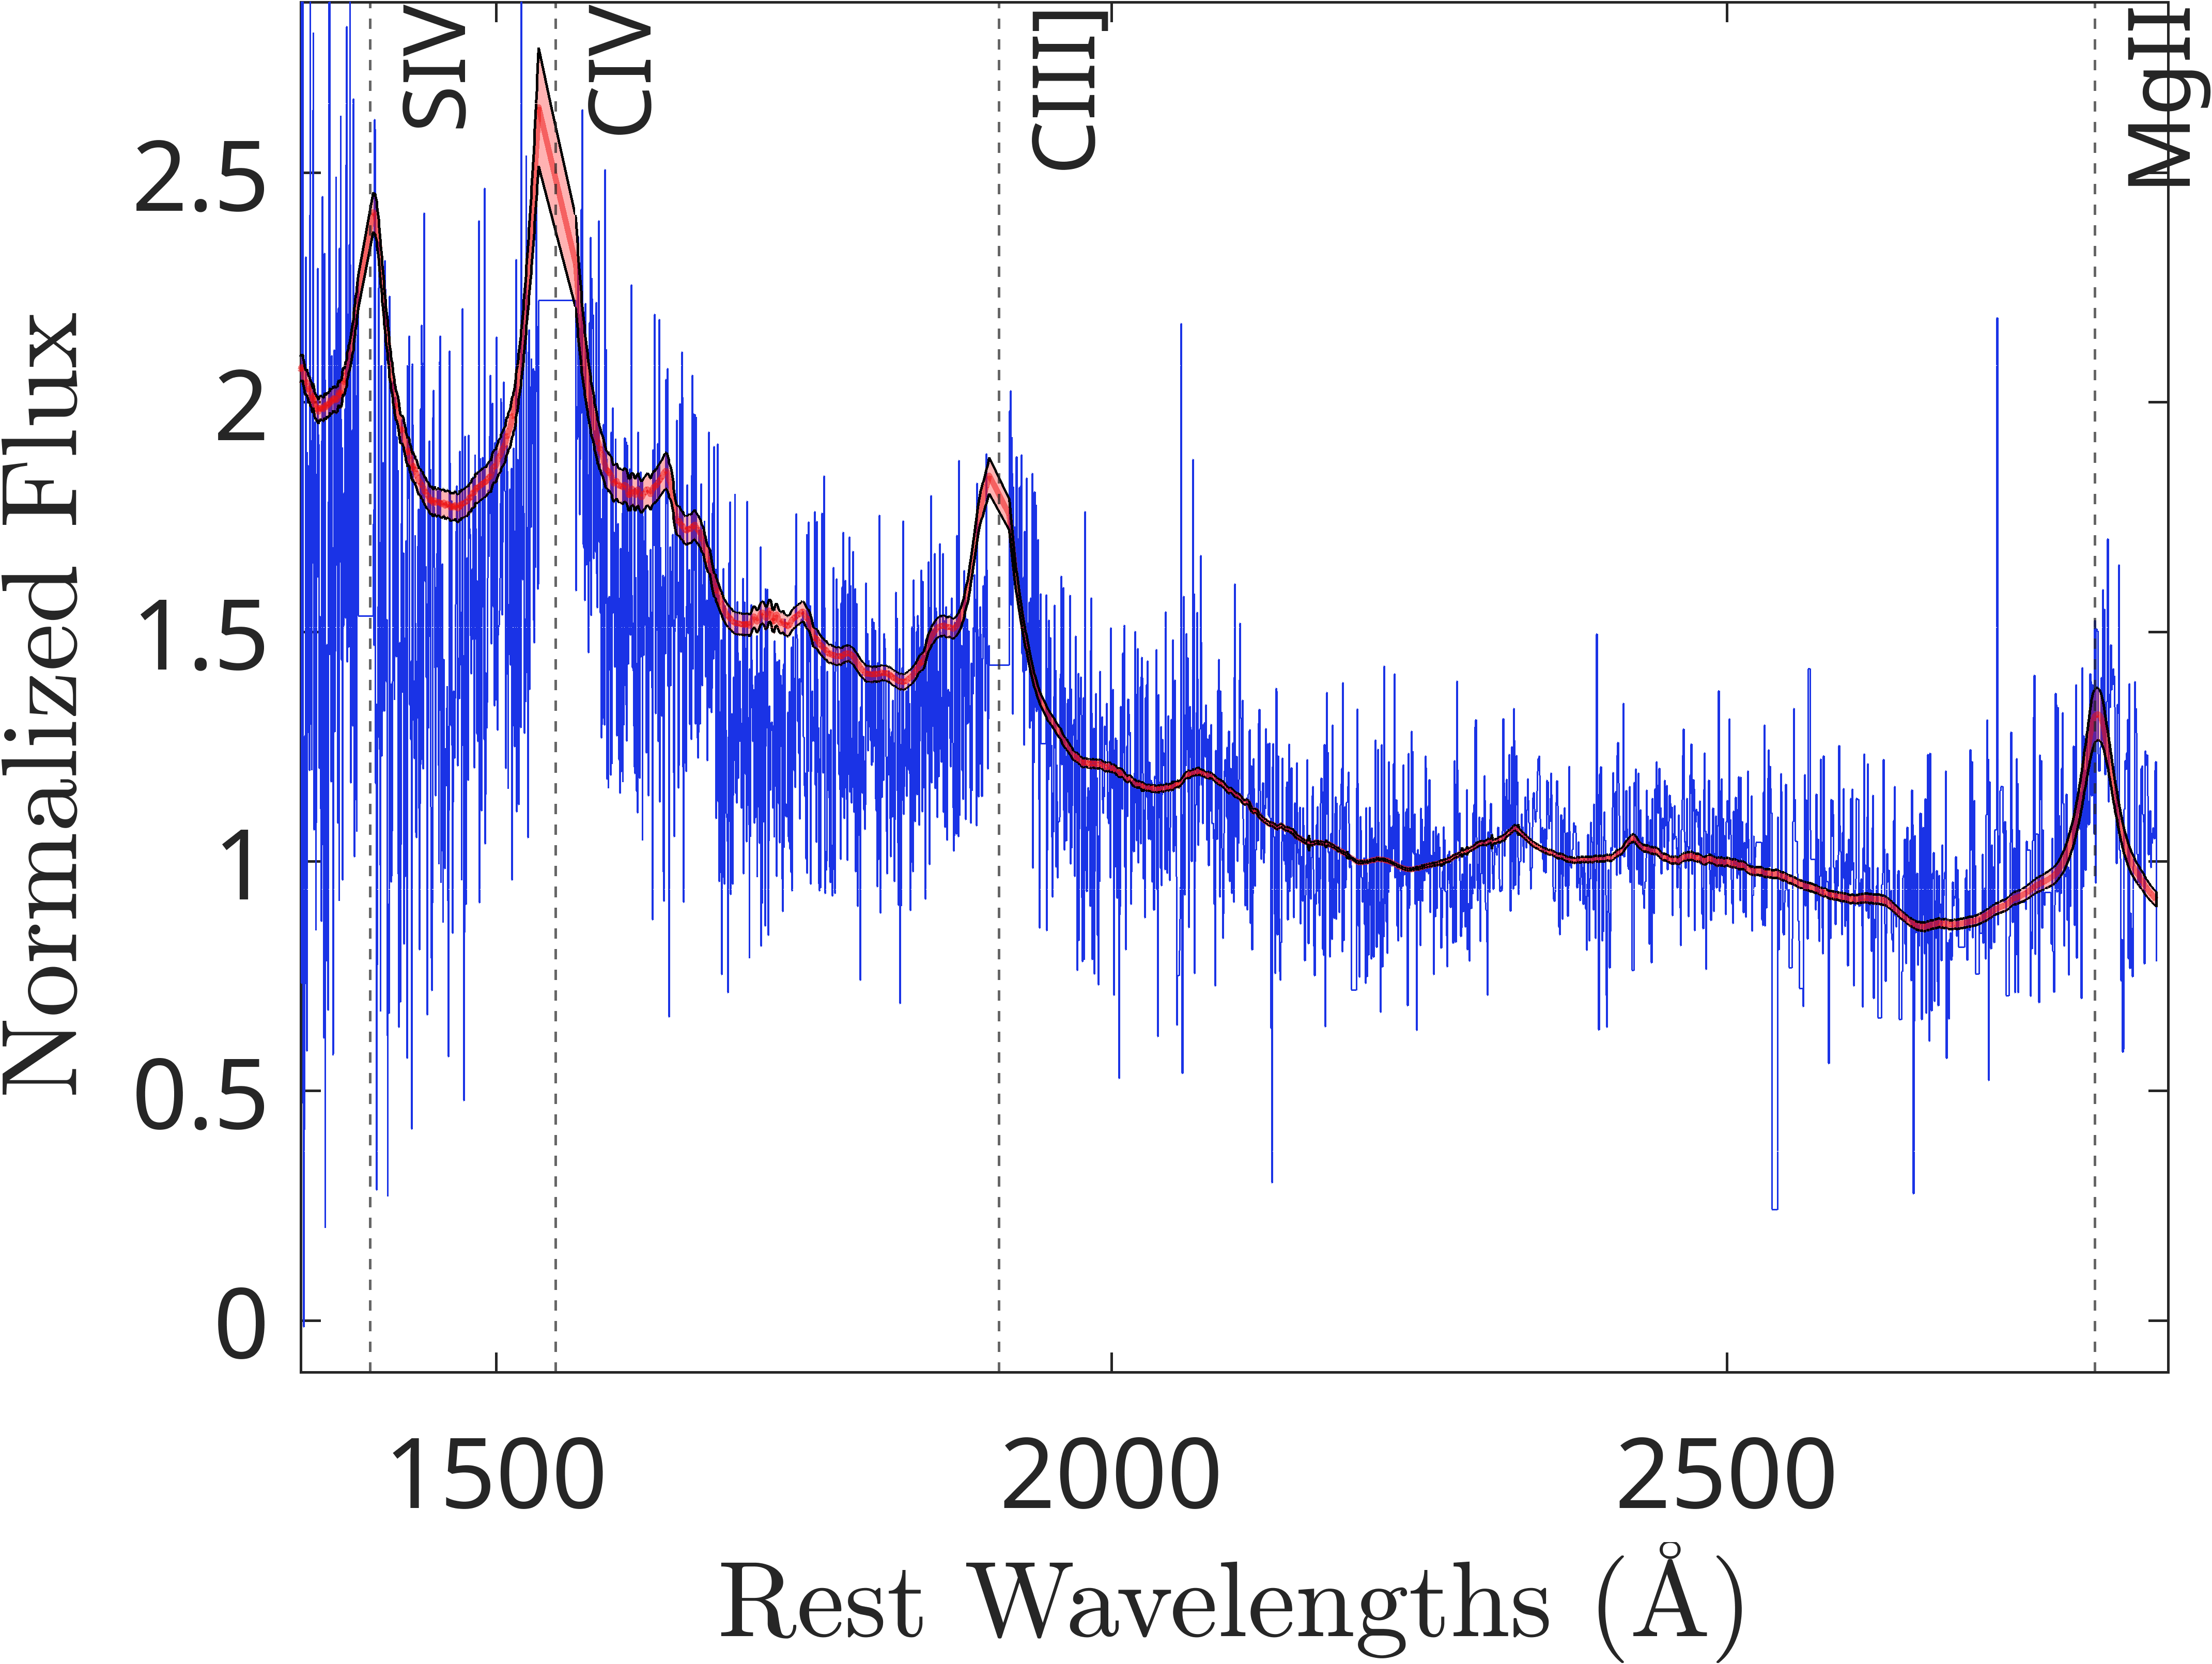 SIV
CIV
CIII]
MgII
2.5
2
1.5
1
0.5
0
Normalized Flux
1500
2000
2500
Rest Wavelengths (Å)